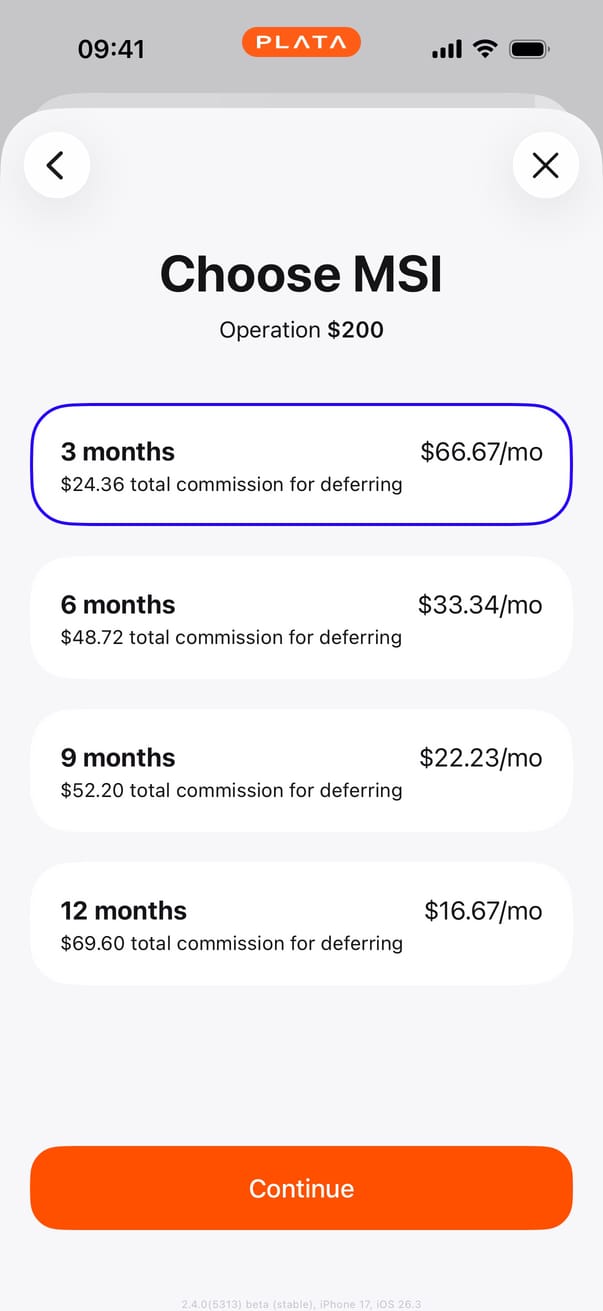 09:41
PLATA
Choose MSI
Operation $200
3 months
$66.67/mo
$24.36 total commission for deferring
6 months
$33.34/mo
$48.72 total commission for deferring
9 months
$22.23/mo
$52.20 total commission for deferring
12 months
$16.67/mo
$69.60 total commission for deferring
Continue
2.4.0(5313) beta (stable), iPhone 17, iOS 26.3